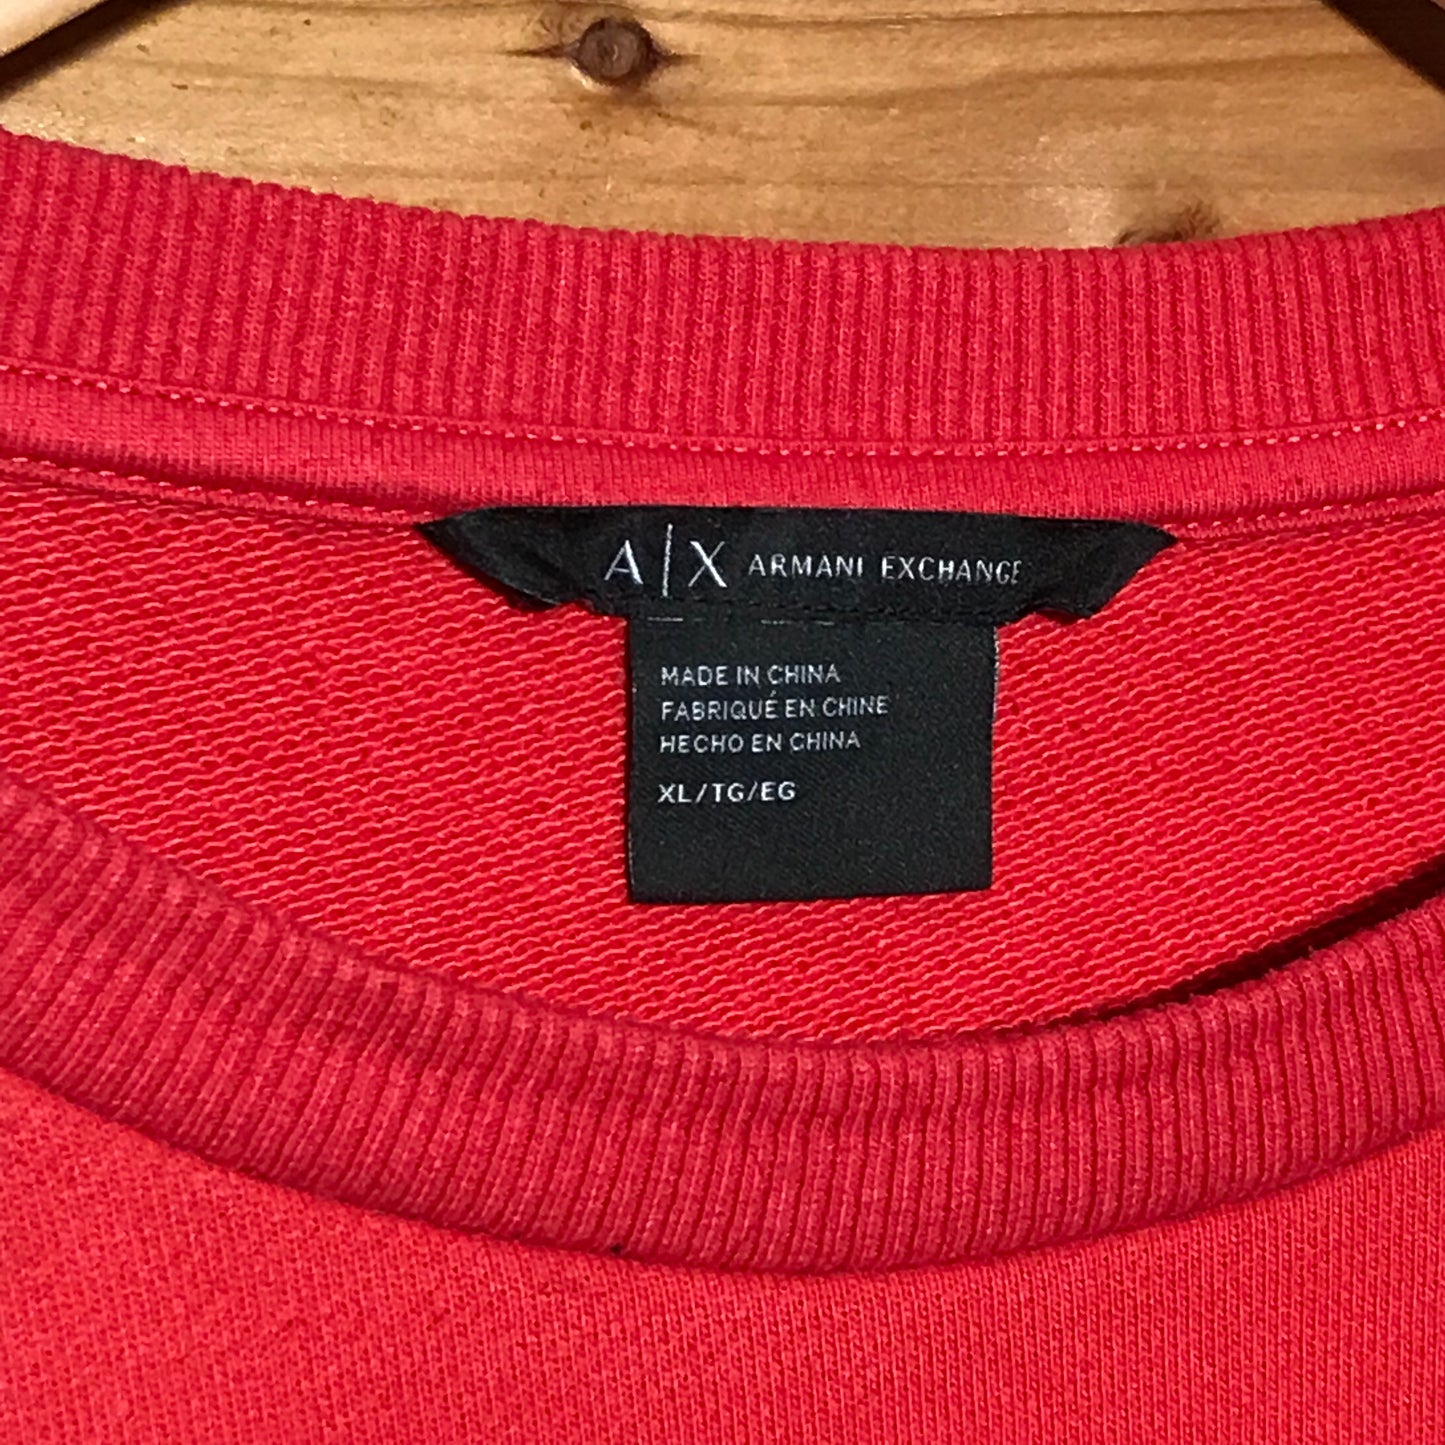 A|X ARMANI EXCHANGE
MADE IN CHINA
FABRIQUÉ EN CHINE
HECHO EN CHINA
XL/TG/EG